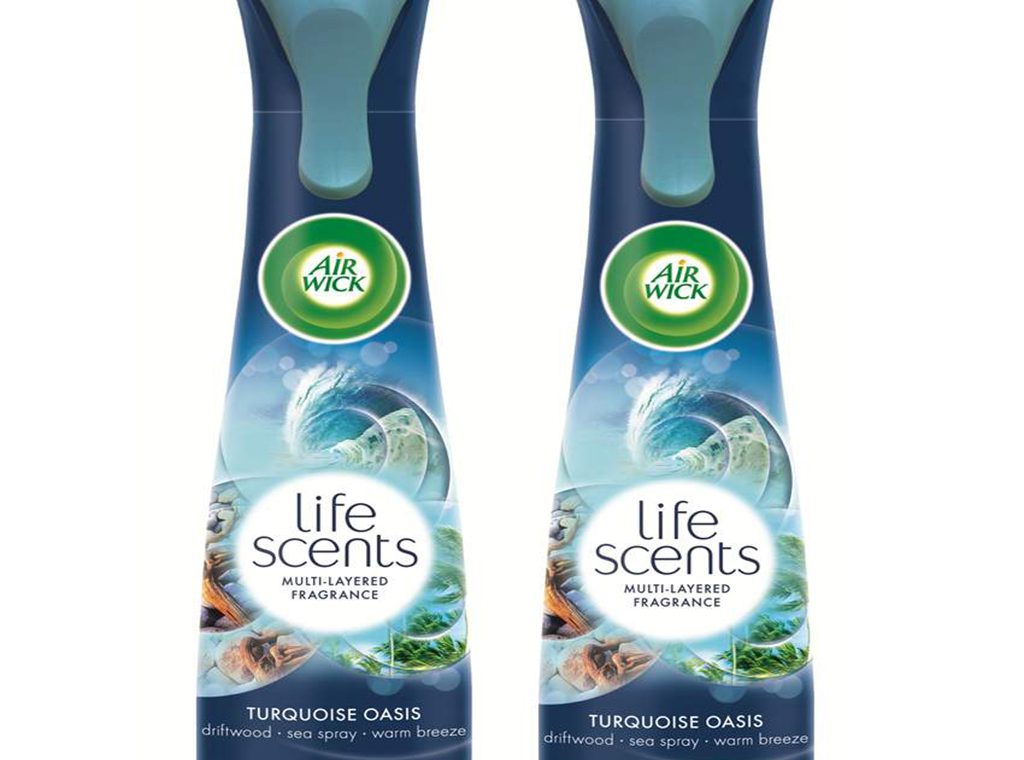 AIR
WICK
life
scents
MULTI-LAYERED
FRAGRANCE
TURQUOISE OASIS
driftwood · sea spray · warm breeze
AIR
WICK
life
scents
MULTI-LAYERED
FRAGRANCE
TURQUOISE OASIS
driftwood · sea spray · warm breeze